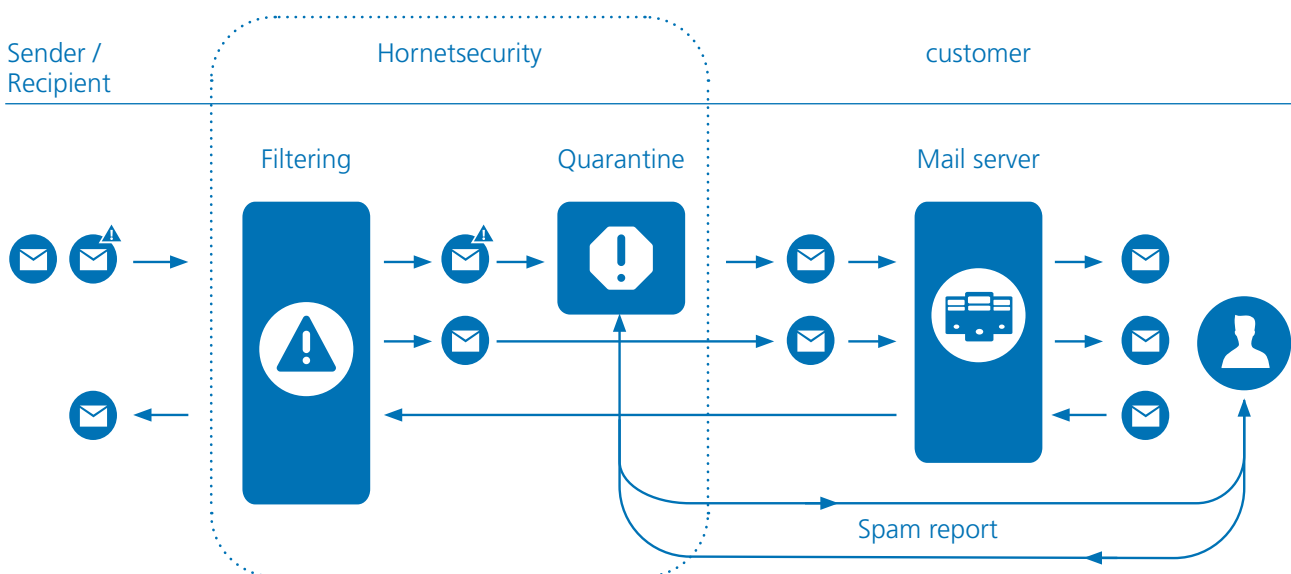 Sender /
Recipient
Hornetsecurity
customer
Filtering
Quarantine
Mail server
Spam report